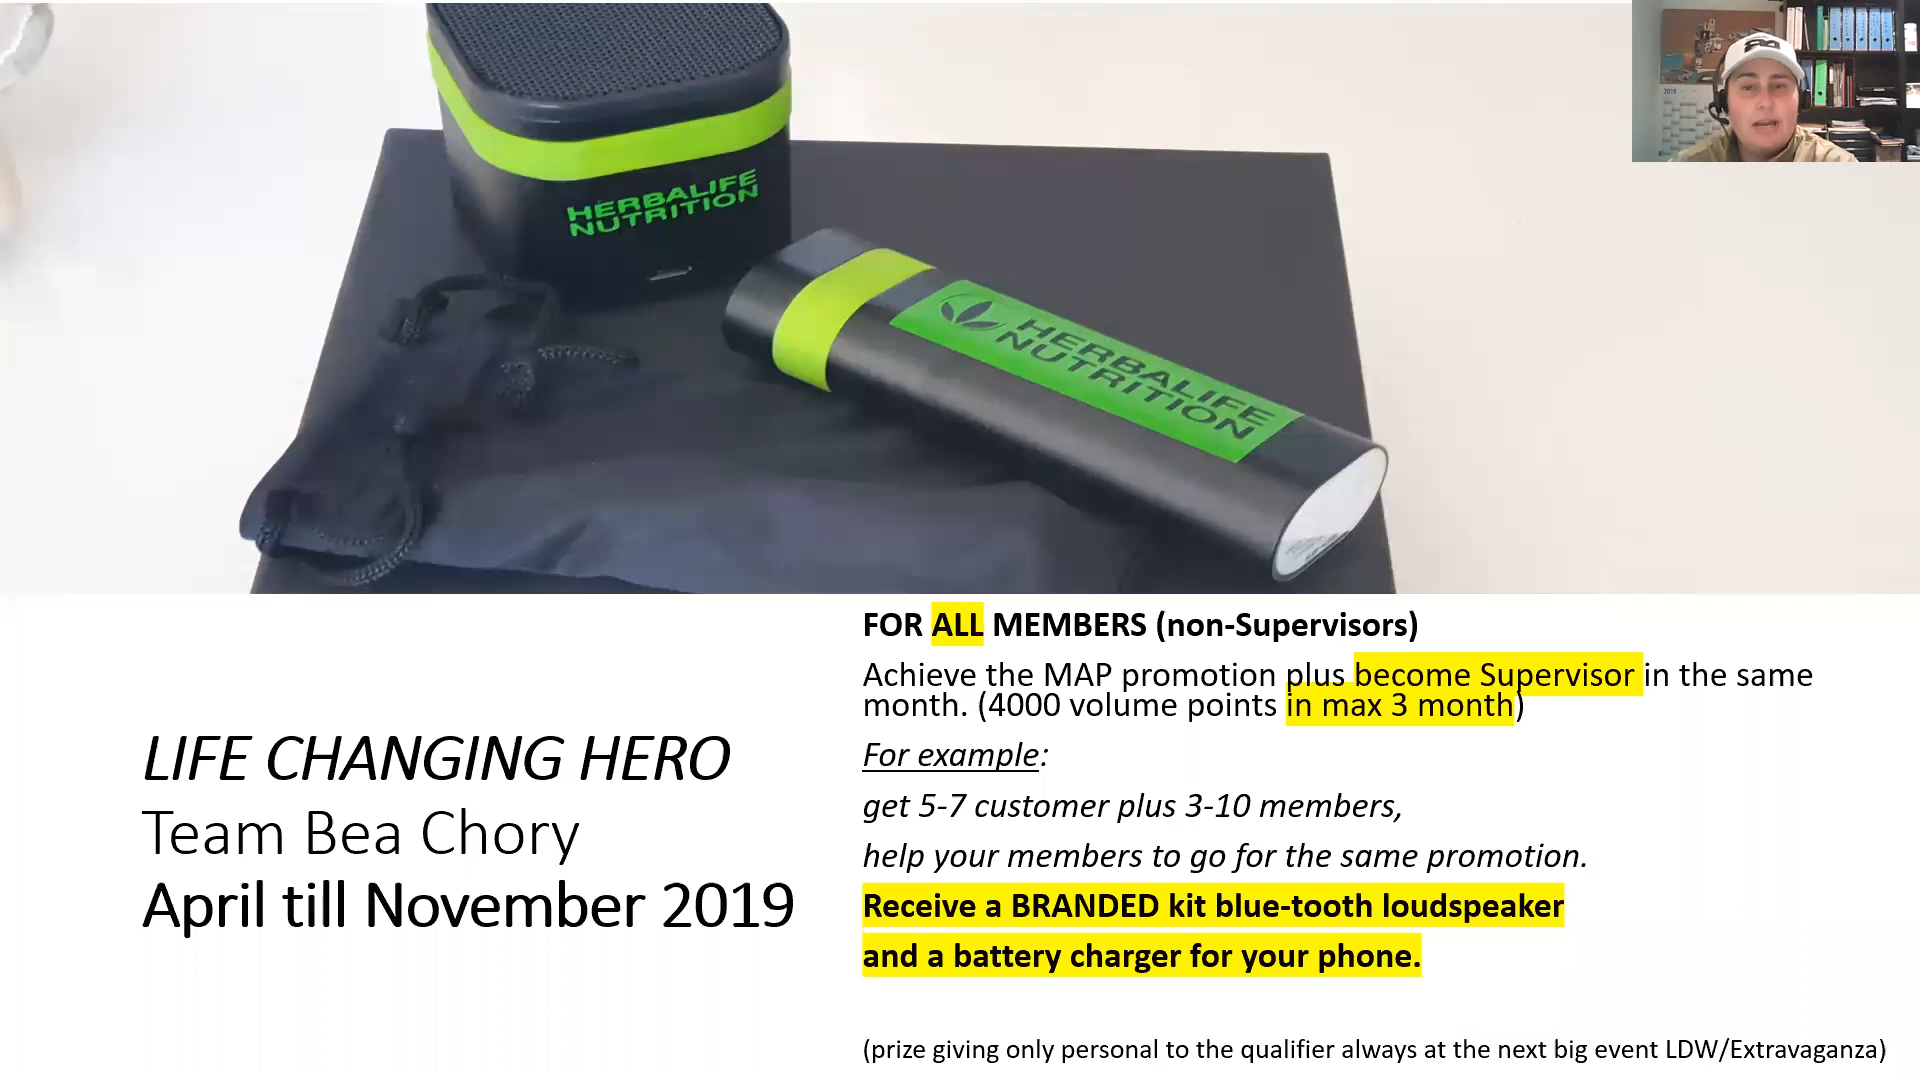 HERBALIFE
NUTRITION
HERBALIFE
NUTRITION
2019
LIFE CHANGING HERO
Team Bea Chory
April till November 2019
FOR ALL MEMBERS (non-Supervisors)
Achieve the MAP promotion plus become Supervisor in the same
month. (4000 volume points in max 3 month)
For example:
get 5-7 customer plus 3-10 members,
help your members to go for the same promotion.
Receive a BRANDED kit blue-tooth loudspeaker
and a battery charger for your phone.
(prize giving only personal to the qualifier always at the next big event LDW/Extravaganza)